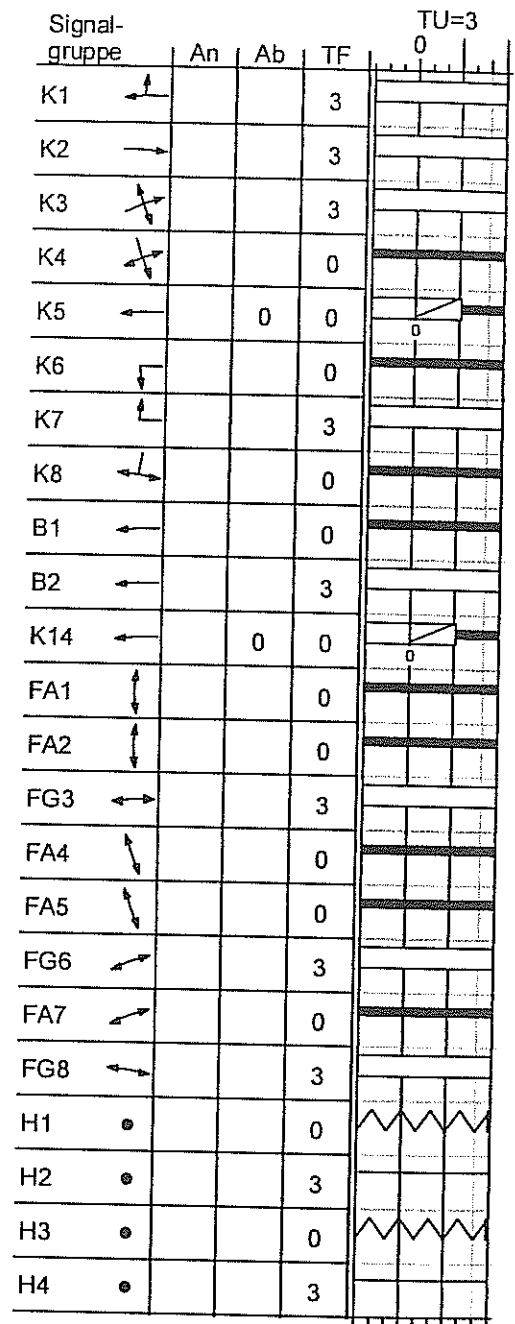 Signal-
gruppe An Ab TF TU=3
0
K1 3
K2 3
K3 3
K4 0
K5 0 0
0
K6 0
K7 3
K8 0
B1 0
B2 3
K14 0 0
0
FA1 0
FA2 0
FG3 3
FA4 0
FA5 0
FG6 3
FA7 0
FG8 3
H1 0
H2 3
H3 0
H4 3